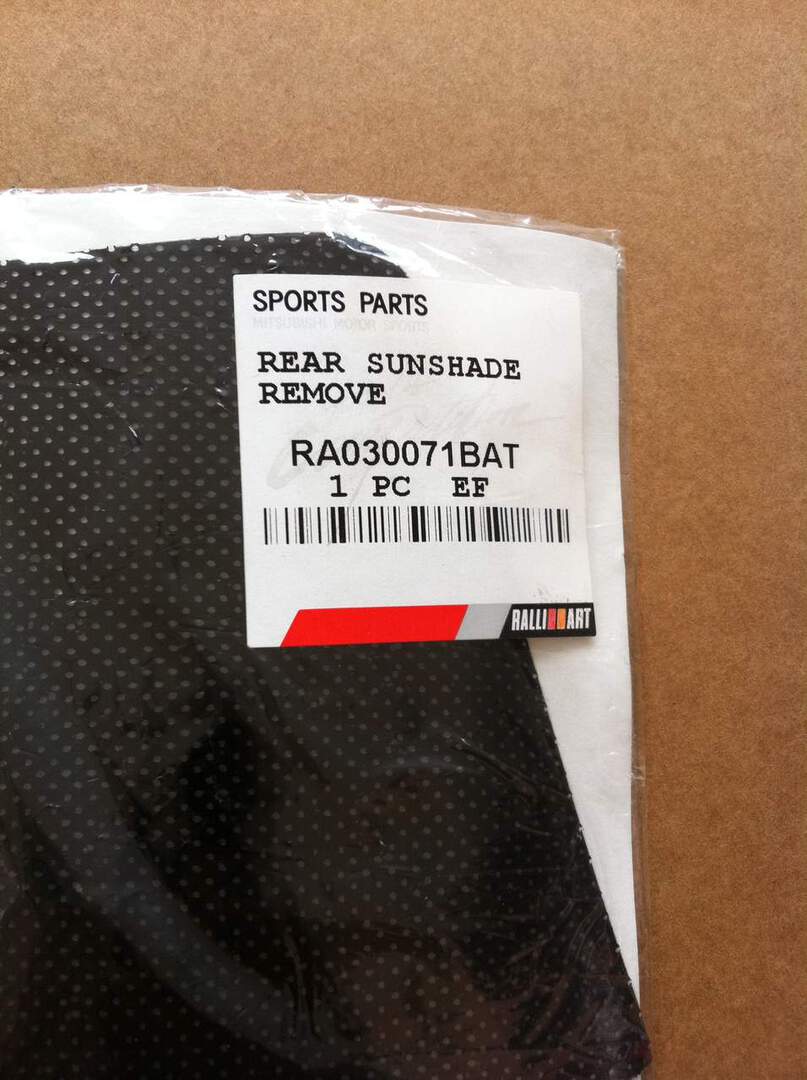 SPORTS PARTS
MITSUBISHI MOTOR SPORTS
REAR SUNSHADE
REMOVE
RA030071BAT
1 PC EF
RALLIART